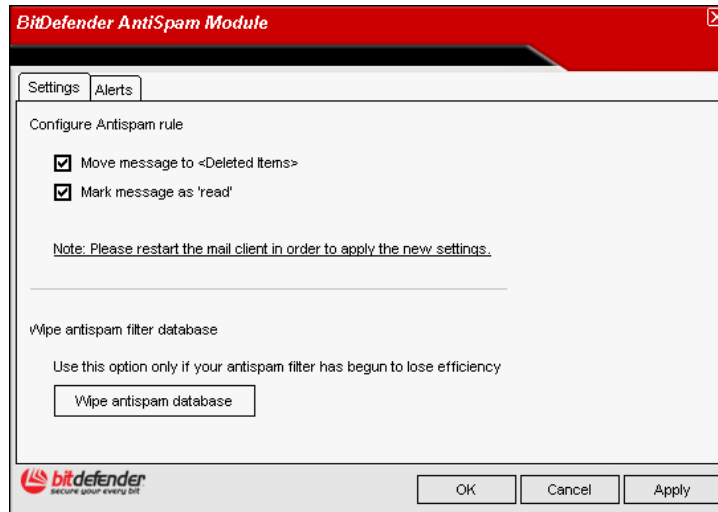 BitDefender AntiSpam Module
Settings
Alerts
Configure Antispam rule
Move message to <Deleted Items>
Mark message as 'read'
Note: Please restart the mail client in order to apply the new settings.
Wipe antispam filter database
Use this option only if your antispam filter has begun to lose efficiency
Wipe antispam database
bitdefender
secure your every bit
OK
Cancel
Apply